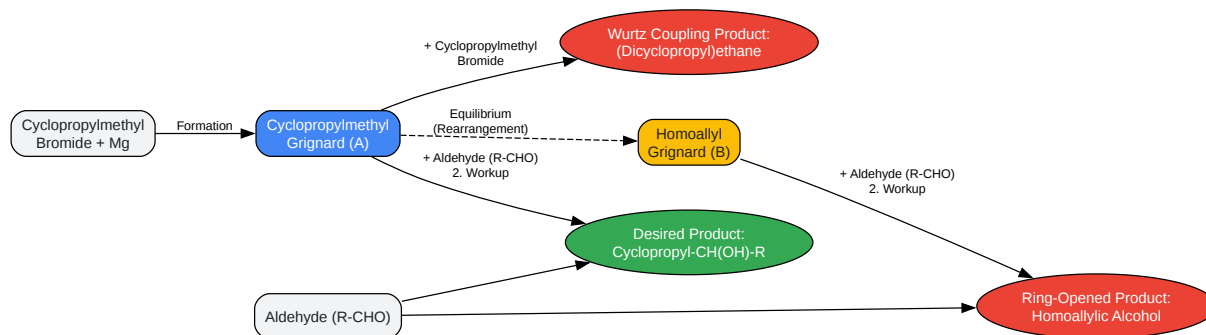 Wurtz Coupling Product:
(Dicyclopropyl)ethane
+ Cyclopropylmethyl
Bromide
Cyclopropylmethyl
Bromide + Mg
Formation
Cyclopropylmethyl
Grignard (A)
Equilibrium
(Rearrangement)
Homoallyl
Grignard (B)
+ Aldehyde (R-CHO)
2. Workup
+ Aldehyde (R-CHO)
2. Workup
Desired Product:
Cyclopropyl-CH(OH)-R
Aldehyde (R-CHO)
Ring-Opened Product:
Homoallylic Alcohol